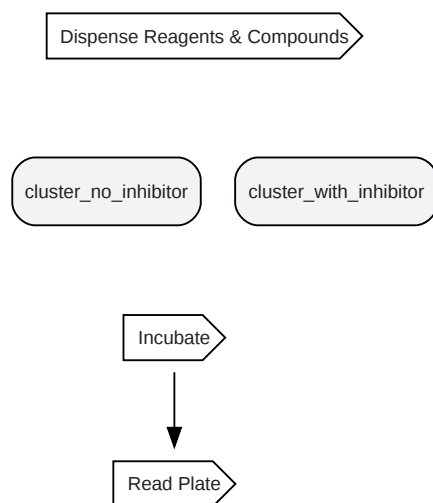 Dispense Reagents & Compounds
cluster_no_inhibitor
cluster_with_inhibitor
Incubate
Read Plate